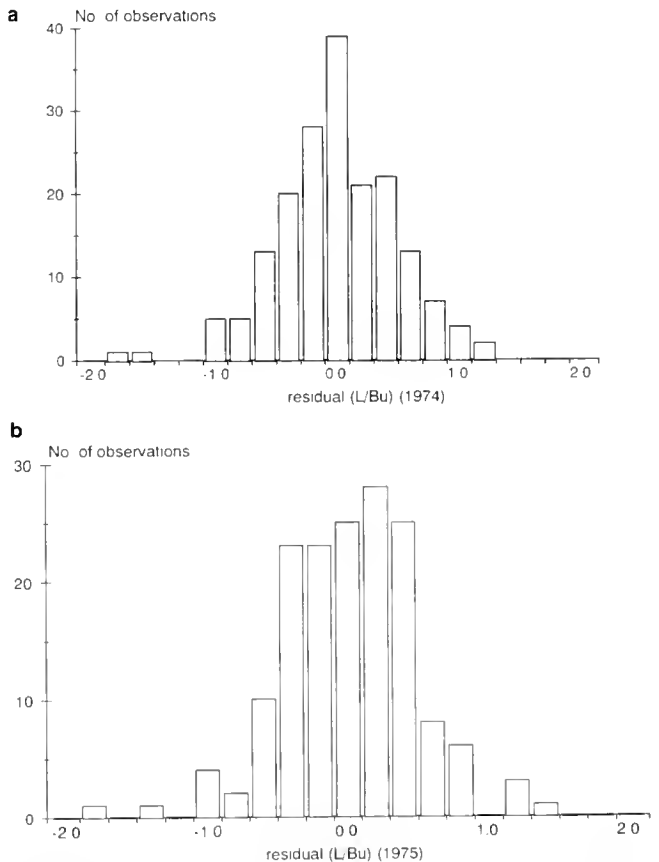 a
No of observations
40
30
20
10
0
-2 0 -1 0 0 0 1 0 2 0
residual (L/Bu) (1974)
b
No of observations
30
20
10
0
-2 0 -1 0 0 0 1.0 2 0
residual (L/Bu) (1975)